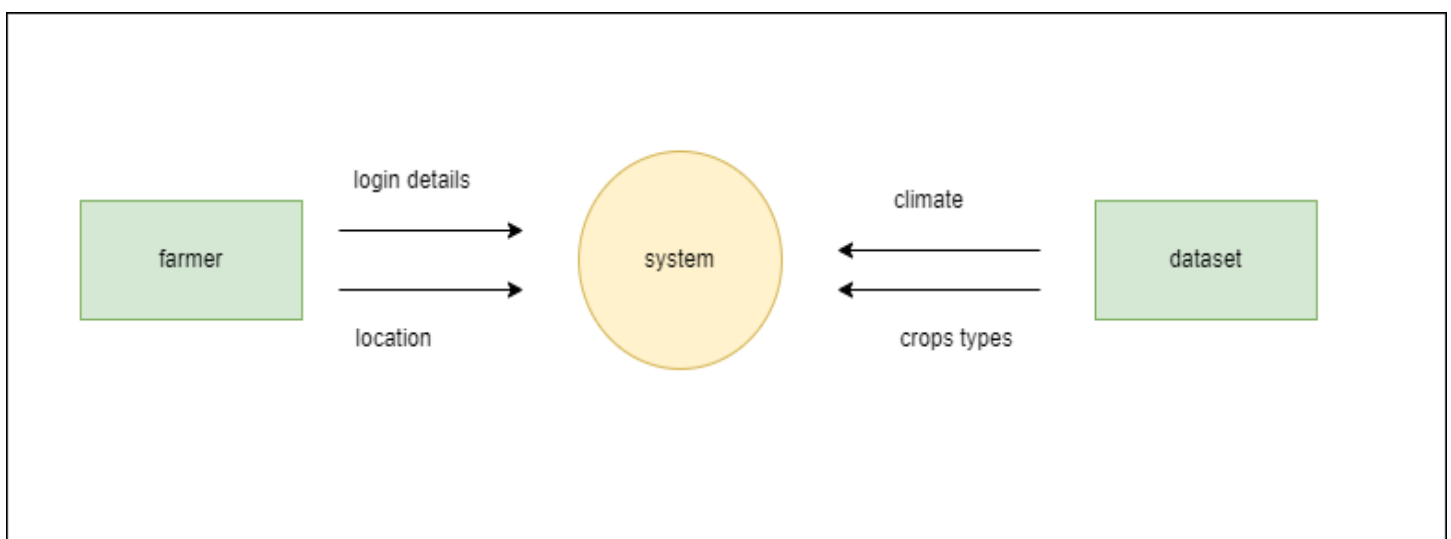 login details
farmer
location
system
climate
dataset
crops types